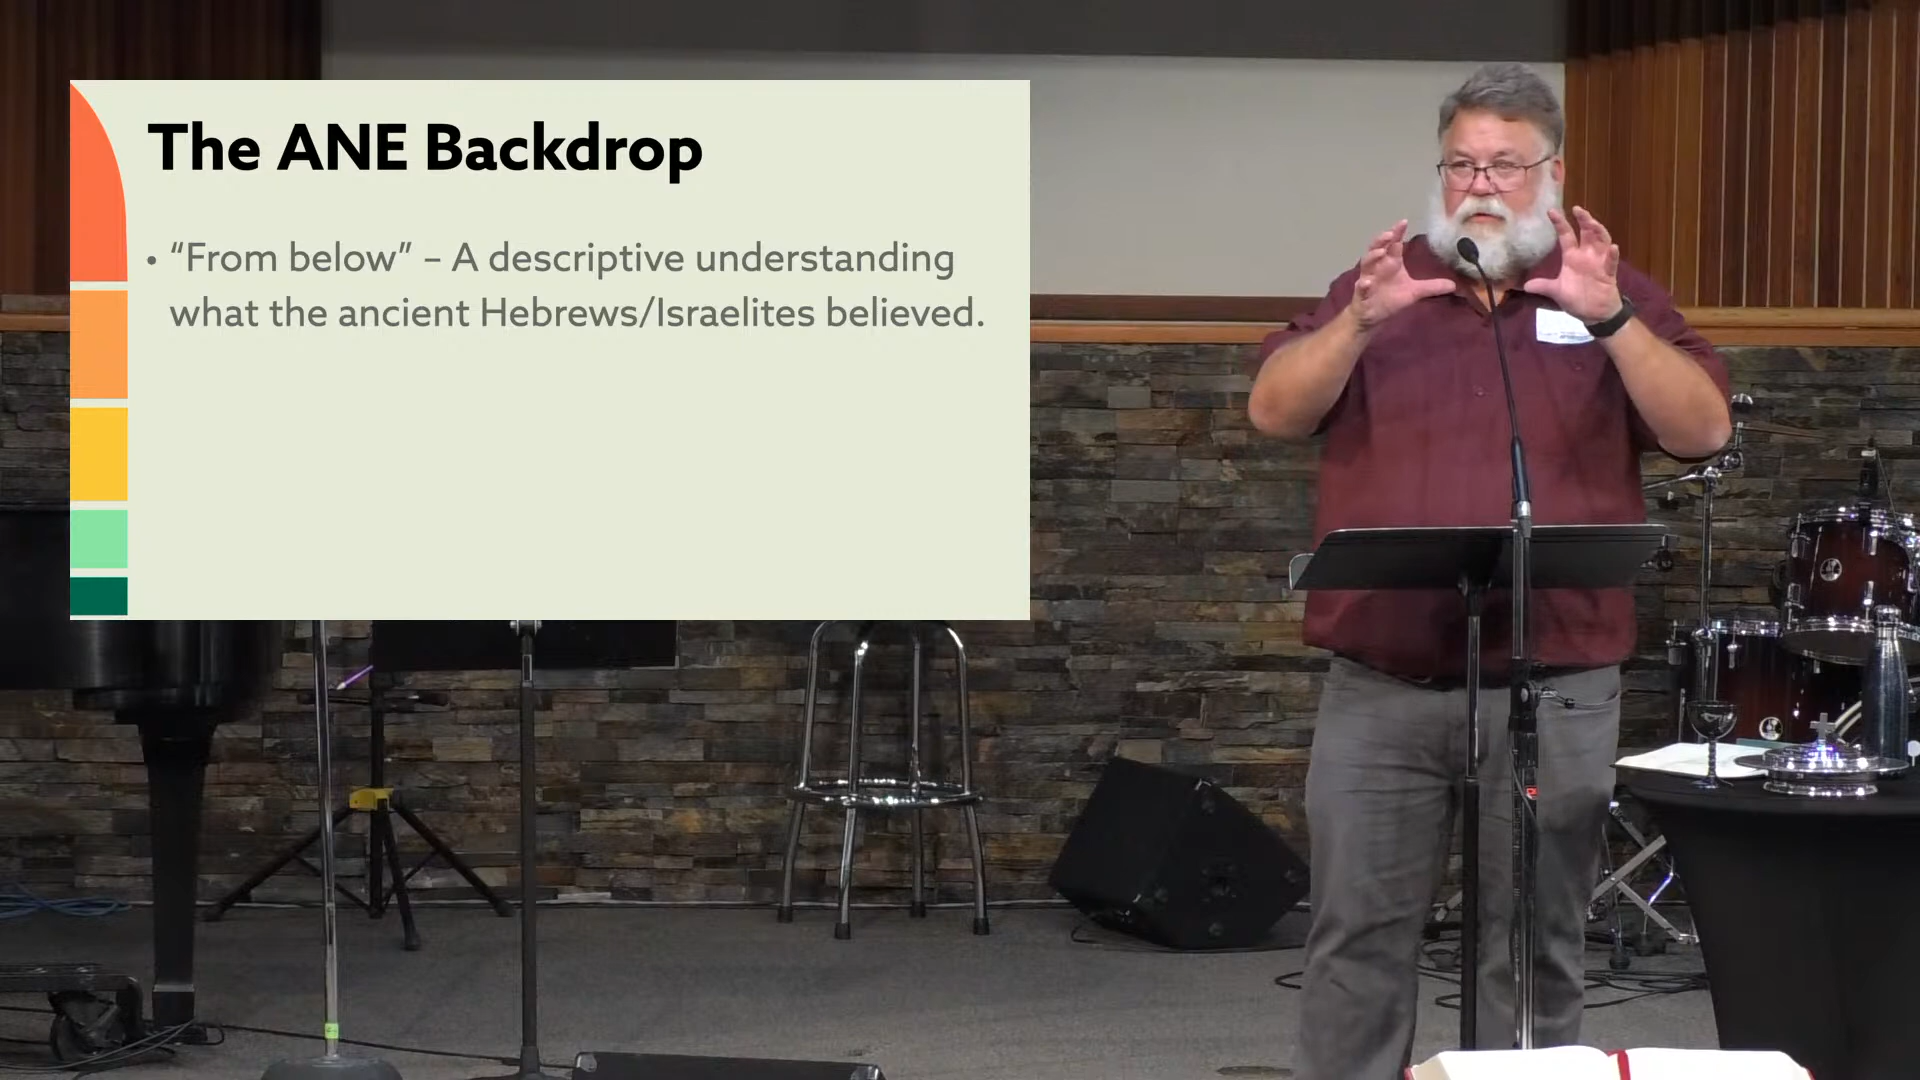 The ANE Backdrop
• “From below” – A descriptive understanding
what the ancient Hebrews/Israelites believed.